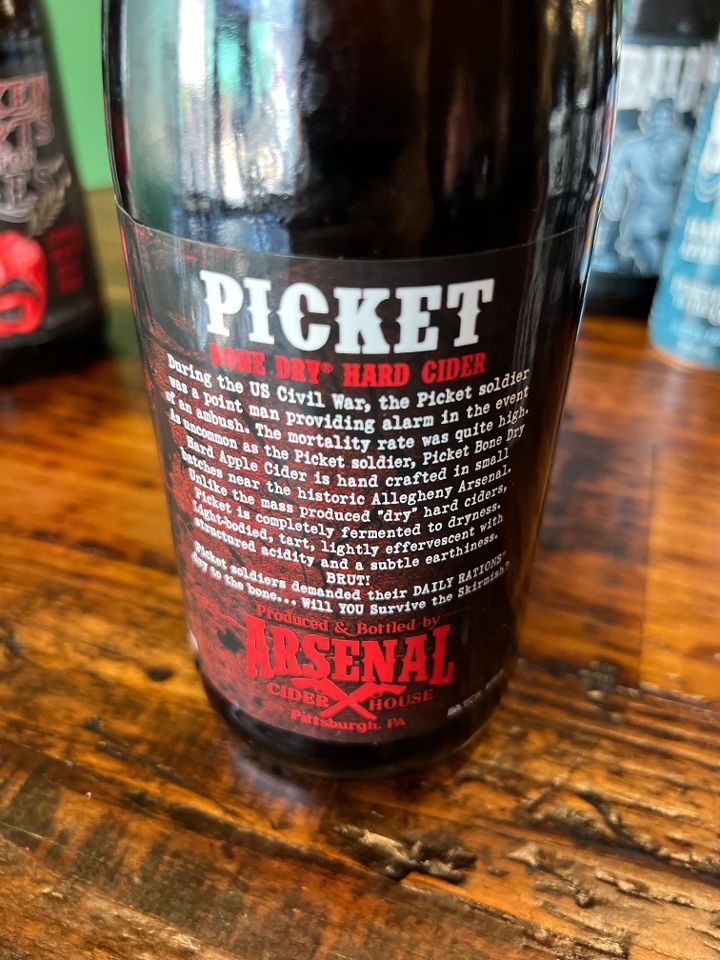 PICKET
BONE DRY® HARD CIDER
During the US Civil War, the Picket soldier
was a point man providing alarm in the event
of an ambush. The mortality rate was quite high.
As uncommon as the Picket soldier, Picket Bone Dry
Hard Apple Cider is hand crafted in small
batches near the historic Allegheny Arsenal.
Unlike the mass produced "dry" hard ciders,
Picket is completely fermented to dryness.
Light-bodied, tart, lightly effervescent with
structured acidity and a subtle earthiness.
BRUT!
Picket soldiers demanded their DAILY RATIONS®
dry to the bone... Will YOU Survive the Skirmish?
Produced & Bottled by
ARSENAL
CIDER HOUSE
Pittsburgh, PA